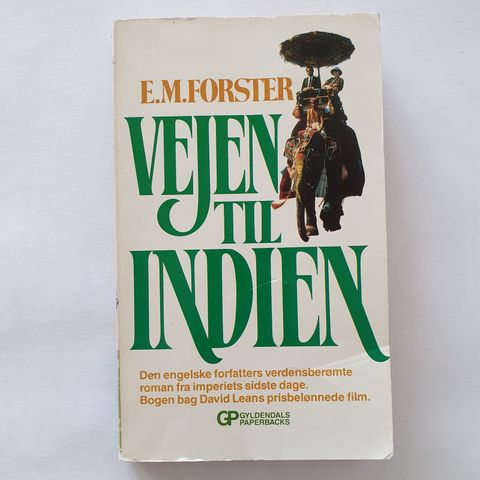 E.M.FORSTER
VEJEN
TIL
INDIEN
Den engelske forfatters verdensberømte
roman fra imperiets sidste dage.
Bogen bag David Leans prisbelønnede film.
GP GYLDENDALS
PAPERBACKS